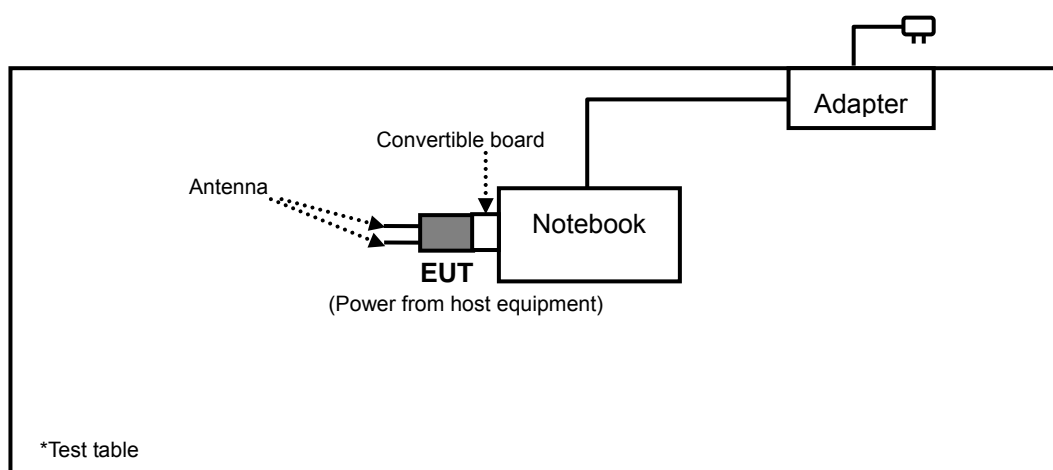 Adapter
Convertible board
Antenna
Notebook
EUT
(Power from host equipment)
*Test table